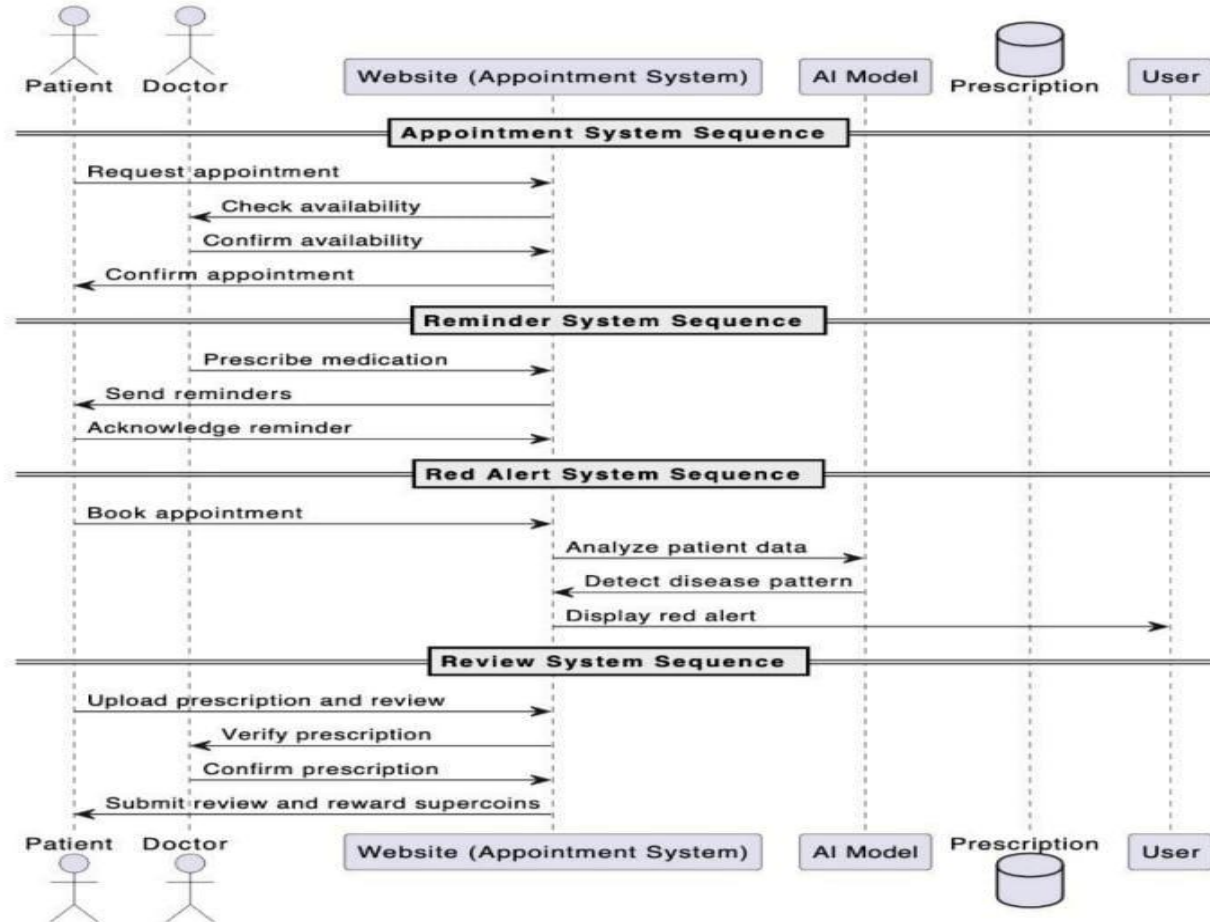 Patient Doctor Website (Appointment System) AI Model Prescription User
Appointment System Sequence
Request appointment
Check availability
Confirm availability
Confirm appointment
Reminder System Sequence
Prescribe medication
Send reminders
Acknowledge reminder
Red Alert System Sequence
Book appointment
Analyze patient data
Detect disease pattern
Display red alert
Review System Sequence
Upload prescription and review
Verify prescription
Confirm prescription
Submit review and reward supercoins
Patient Doctor Website (Appointment System) AI Model Prescription User